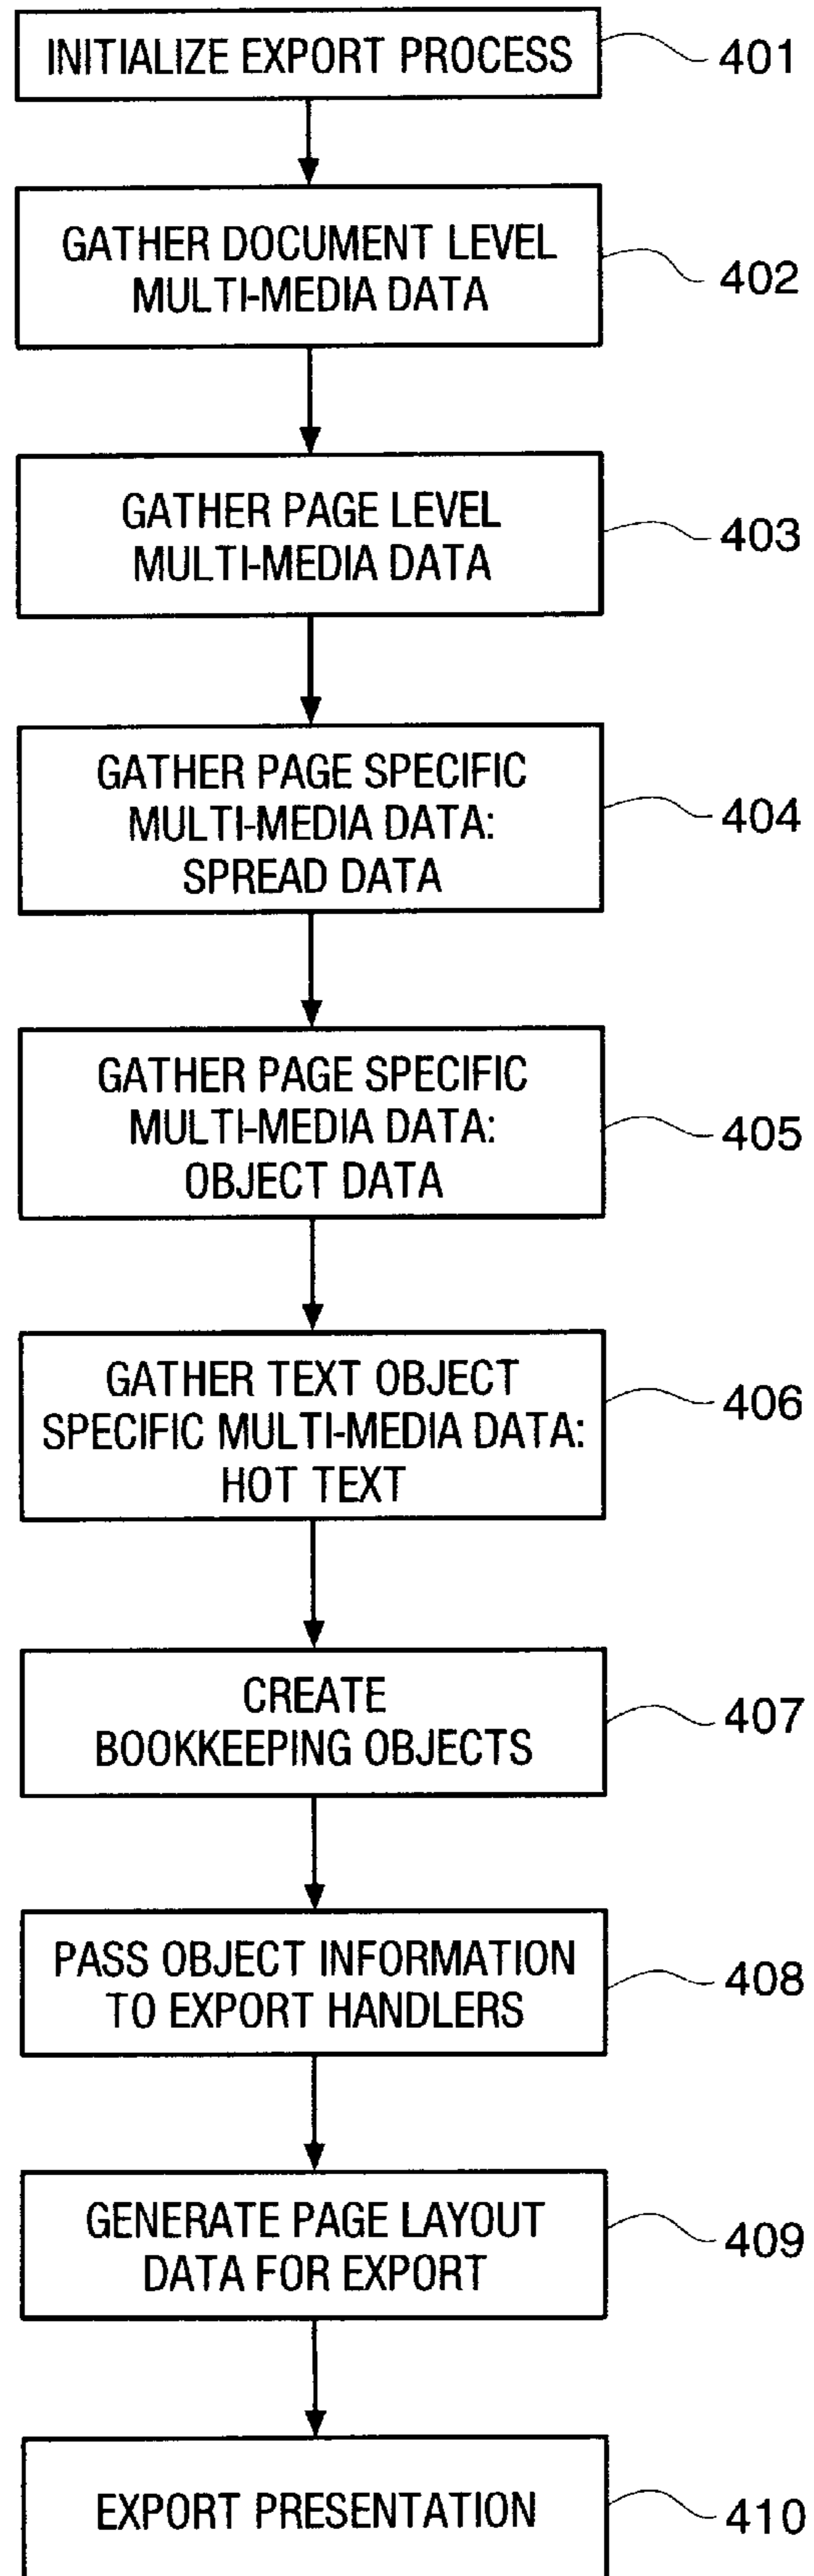 INITIALIZE EXPORT PROCESS
401
GATHER DOCUMENT LEVEL
MULTI-MEDIA DATA
402
GATHER PAGE LEVEL
MULTI-MEDIA DATA
403
GATHER PAGE SPECIFIC
MULTI-MEDIA DATA:
SPREAD DATA
404
GATHER PAGE SPECIFIC
MULTI-MEDIA DATA:
OBJECT DATA
405
GATHER TEXT OBJECT
SPECIFIC MULTI-MEDIA DATA:
HOT TEXT
406
CREATE
BOOKKEEPING OBJECTS
407
PASS OBJECT INFORMATION
TO EXPORT HANDLERS
408
GENERATE PAGE LAYOUT
DATA FOR EXPORT
409
EXPORT PRESENTATION
410